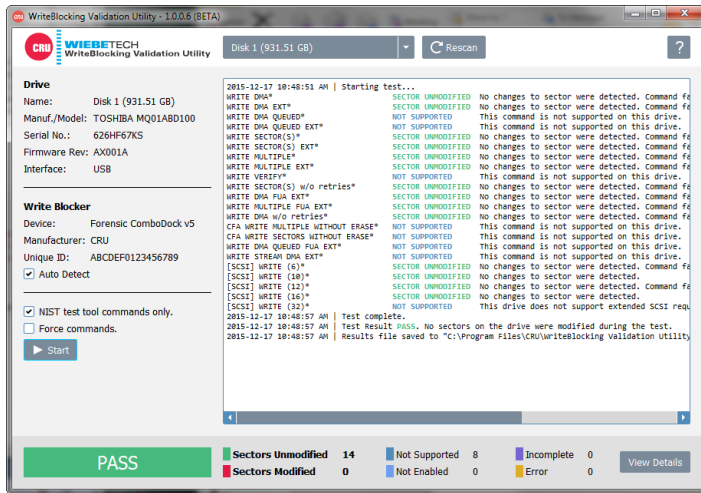 WriteBlocking Validation Utility - 1.0.0.6 (BETA)
CRU WIEBETECH
WriteBlocking Validation Utility
Disk 1 (931.51 GB)
Rescan
?
Drive
Name: Disk 1 (931.51 GB)
Manuf./Model: TOSHIBA MQ01ABD100
Serial No.: 626HF67KS
Firmware Rev: AX001A
Interface: USB
Write Blocker
Device: Forensic ComboDock v5
Manufacturer: CRU
Unique ID: ABCDEF0123456789
Auto Detect
NIST test tool commands only.
Force commands.
Start
2015-12-17 10:48:51 AM | Starting test...
WRITE DMA* SECTOR UNMODIFIED No changes to sector were detected. Command fa
WRITE DMA EXT* SECTOR UNMODIFIED No changes to sector were detected. Command fa
WRITE DMA QUEUED* NOT SUPPORTED This command is not supported on this drive.
WRITE DMA QUEUED EXT* NOT SUPPORTED This command is not supported on this drive.
WRITE SECTOR(S)* SECTOR UNMODIFIED No changes to sector were detected. Command fa
WRITE SECTOR(S) EXT* SECTOR UNMODIFIED No changes to sector were detected. Command fa
WRITE MULTIPLE* SECTOR UNMODIFIED No changes to sector were detected. Command fa
WRITE MULTIPLE EXT* SECTOR UNMODIFIED No changes to sector were detected. Command fa
WRITE VERIFY* NOT SUPPORTED This command is not supported on this drive.
WRITE SECTOR(S) w/o retries* SECTOR UNMODIFIED No changes to sector were detected. Command fa
WRITE DMA FUA EXT* SECTOR UNMODIFIED No changes to sector were detected. Command fa
WRITE MULTIPLE FUA EXT* SECTOR UNMODIFIED No changes to sector were detected. Command fa
WRITE DMA w/o retries* SECTOR UNMODIFIED No changes to sector were detected. Command fa
CFA WRITE MULTIPLE WITHOUT ERASE* NOT SUPPORTED This command is not supported on this drive.
CFA WRITE SECTORS WITHOUT ERASE* NOT SUPPORTED This command is not supported on this drive.
WRITE DMA QUEUED FUA EXT* NOT SUPPORTED This command is not supported on this drive.
WRITE STREAM DMA EXT* NOT SUPPORTED This command is not supported on this drive.
[SCSI] WRITE (6)* SECTOR UNMODIFIED No changes to sector were detected. Command fa
[SCSI] WRITE (10)* SECTOR UNMODIFIED No changes to sector were detected.
[SCSI] WRITE (12)* SECTOR UNMODIFIED No changes to sector were detected. Command fa
[SCSI] WRITE (16)* SECTOR UNMODIFIED No changes to sector were detected.
[SCSI] WRITE (32)* NOT SUPPORTED This drive does not support extended SCSI requ
2015-12-17 10:48:57 AM | Test complete.
2015-12-17 10:48:57 AM | Test Result PASS. No sectors on the drive were modified during the test.
2015-12-17 10:48:57 AM | Results file saved to "C:\Program Files\CRU\WriteBlocking Validation Utility
PASS
Sectors Unmodified 14 Not Supported 8 Incomplete 0
Sectors Modified 0 Not Enabled 0 Error 0
View Details